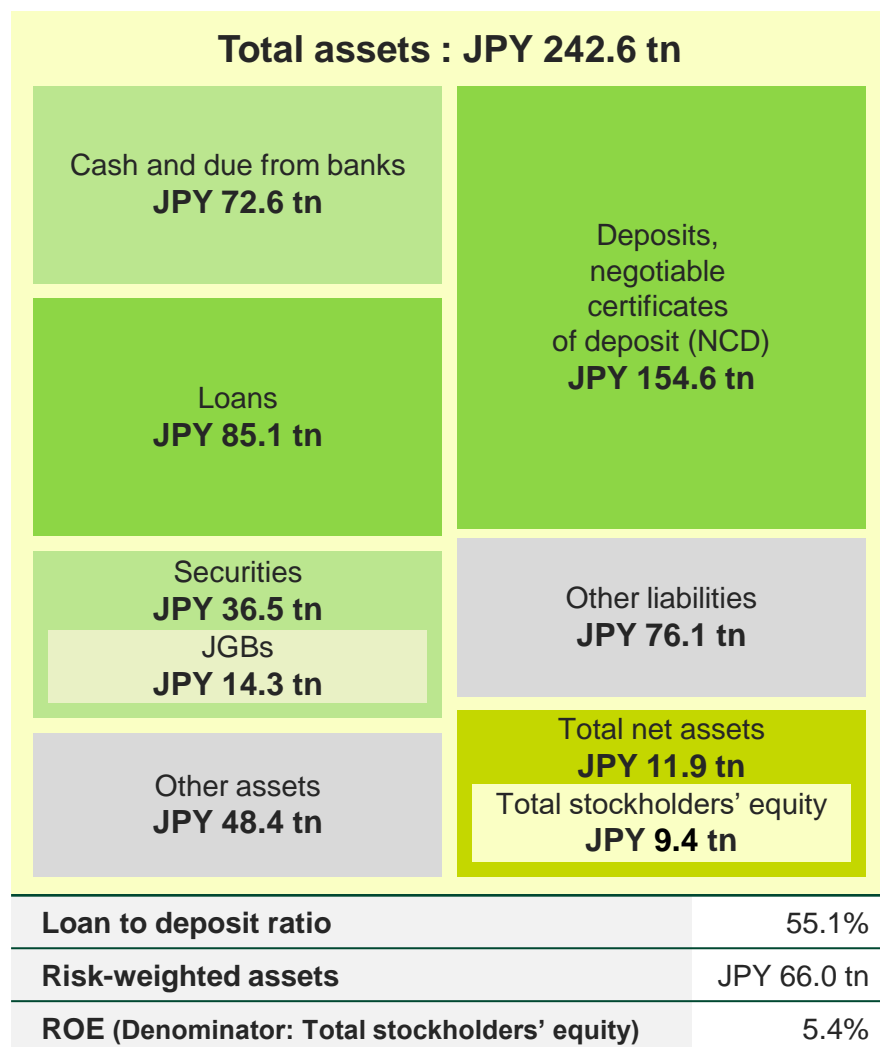 Total assets : JPY 242.6 tn
Cash and due from banks
JPY 72.6 tn
Loans
JPY 85.1 tn
Securities
JPY 36.5 tn
JGBs
JPY 14.3 tn
Other assets
JPY 48.4 tn
Deposits,
negotiable
certificates
of deposit (NCD)
JPY 154.6 tn
Other liabilities
JPY 76.1 tn
Total net assets
JPY 11.9 tn
Total stockholders’ equity
JPY 9.4 tn
Loan to deposit ratio 55.1%
Risk-weighted assets JPY 66.0 tn
ROE (Denominator: Total stockholders’ equity) 5.4%